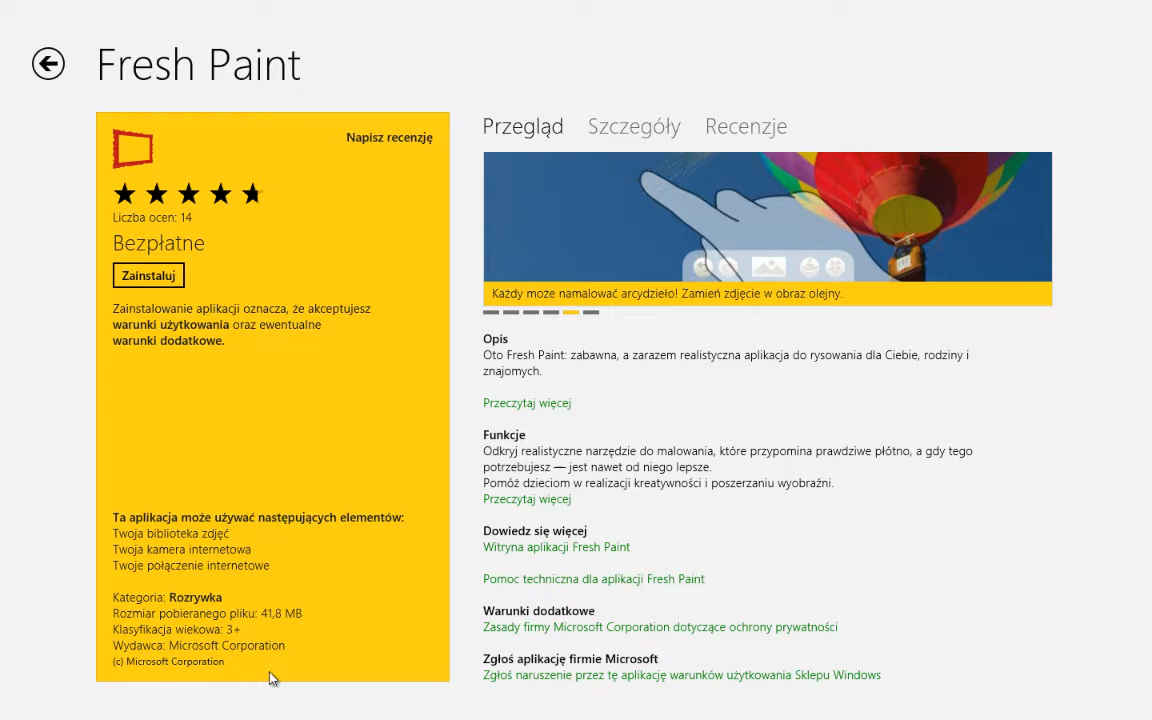 Fresh Paint
Napisz recenzję
Liczba ocen: 14
Bezpłatne
Zainstaluj
Zainstalowanie aplikacji oznacza, że akceptujesz
warunki użytkowania oraz ewentualne
warunki dodatkowe.
Ta aplikacja może używać następujących elementów:
Twoja biblioteka zdjęć
Twoja kamera internetowa
Twoje połączenie internetowe
Kategoria: Rozrywka
Rozmiar pobieranego pliku: 41,8 MB
Klasyfikacja wiekowa: 3+
Wydawca: Microsoft Corporation
(c) Microsoft Corporation
Przegląd Szczegóły Recenzje
Każdy może namalować arcydzieło! Zamień zdjęcie w obraz olejny.
Opis
Oto Fresh Paint: zabawna, a zarazem realistyczna aplikacja do rysowania dla Ciebie, rodziny i
znajomych.
Przeczytaj więcej
Funkcje
Odkryj realistyczne narzędzie do malowania, które przypomina prawdziwe płótno, a gdy tego
potrzebujesz — jest nawet od niego lepsze.
Pomóż dzieciom w realizacji kreatywności i poszerzaniu wyobraźni.
Przeczytaj więcej
Dowiedz się więcej
Witryna aplikacji Fresh Paint
Pomoc techniczna dla aplikacji Fresh Paint
Warunki dodatkowe
Zasady firmy Microsoft Corporation dotyczące ochrony prywatności
Zgłoś aplikację firmie Microsoft
Zgłoś naruszenie przez tę aplikację warunków użytkowania Sklepu Windows